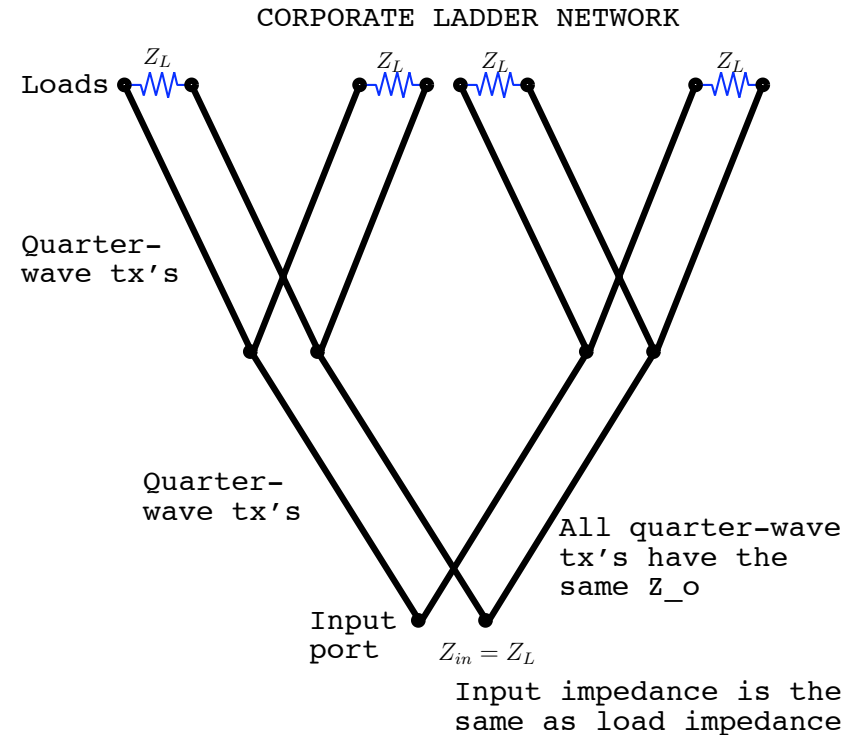 CORPORATE LADDER NETWORK
Z_L
Z_L
Z_L
Z_L
Loads
Quarter-
wave tx's
Quarter-
wave tx's
All quarter-wave
tx's have the
same Z_o
Input
port
Z_in = Z_L
Input impedance is the
same as load impedance